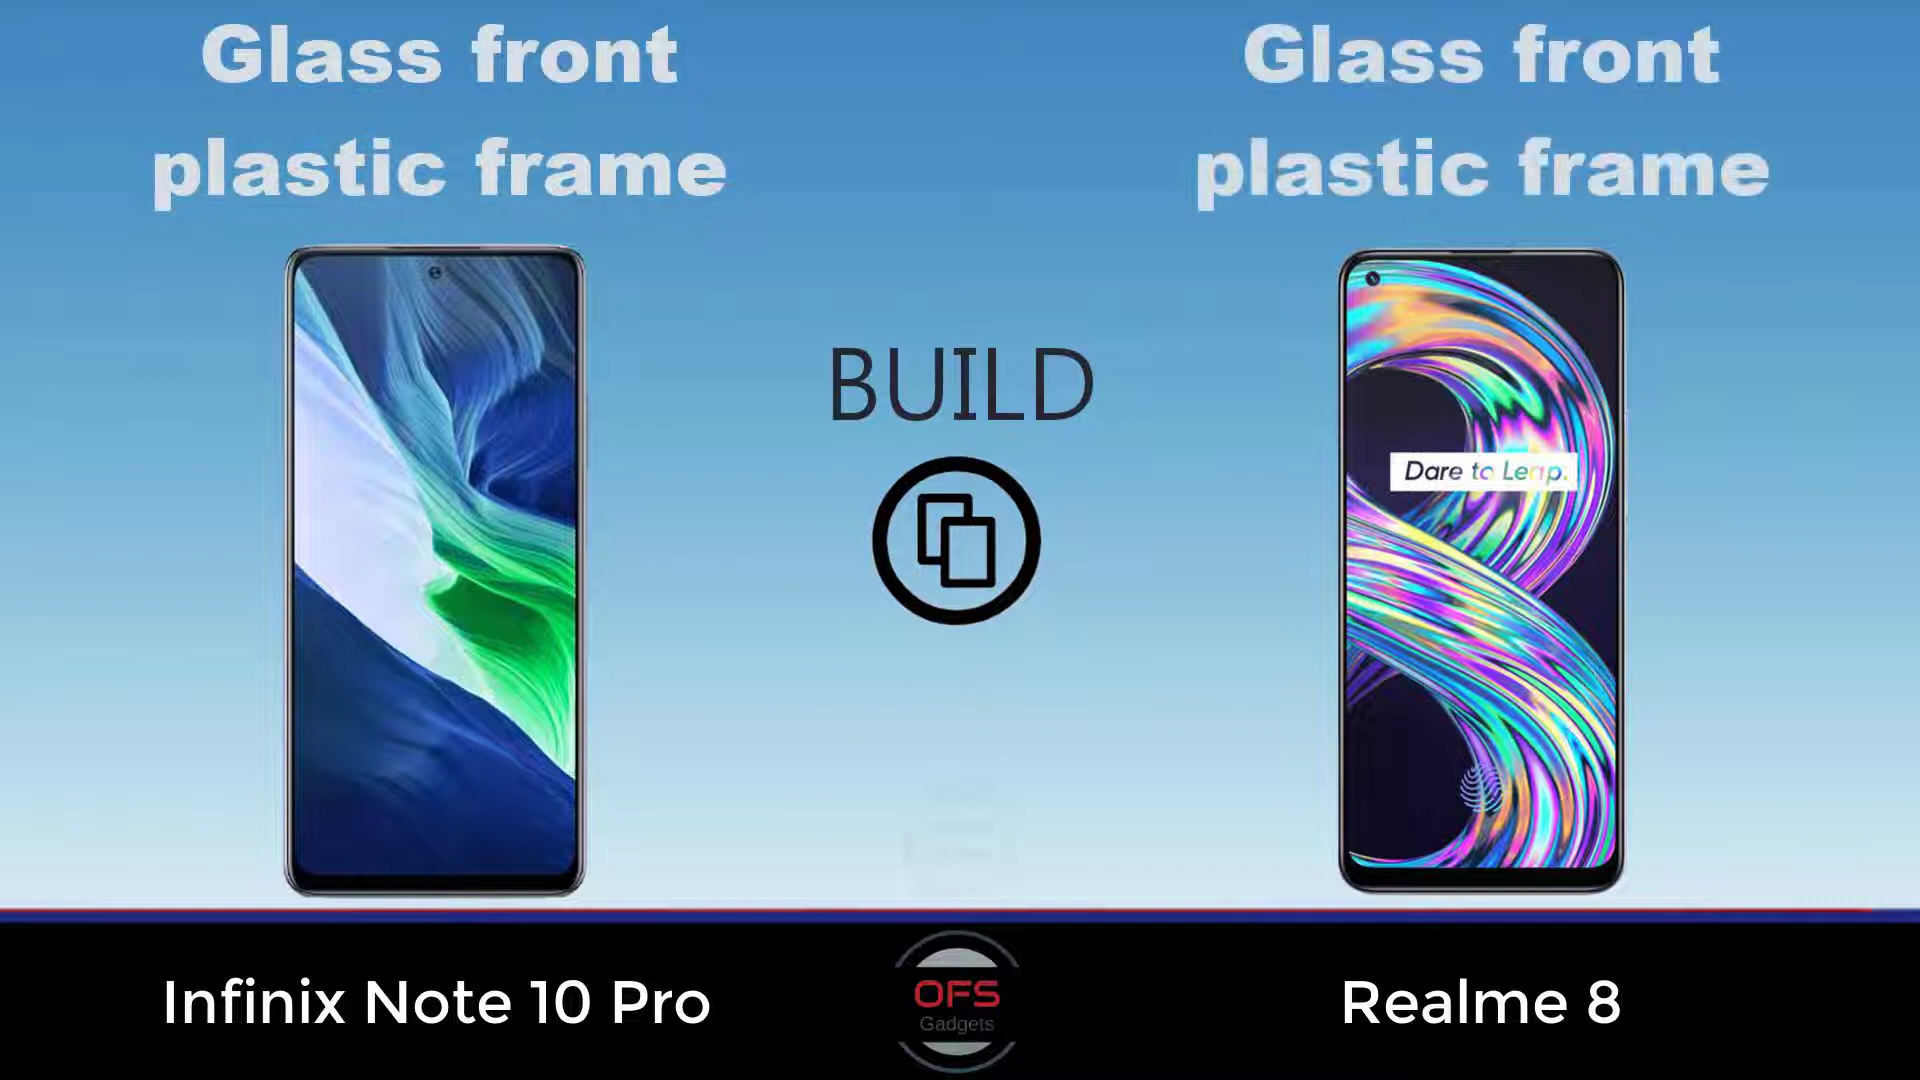 Glass front
plastic frame
Glass front
plastic frame
BUILD
Dare to Leap.
Infinix Note 10 Pro
OFS
Gadgets
Realme 8